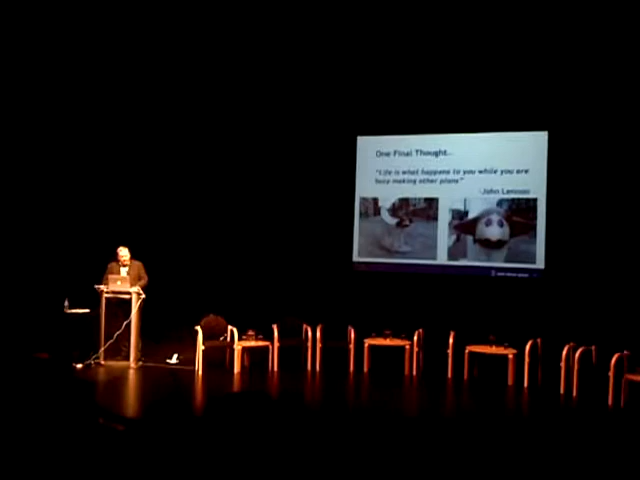 One Final Thought...
"Life is what happens to you while you are
busy making other plans"
-John Lennon